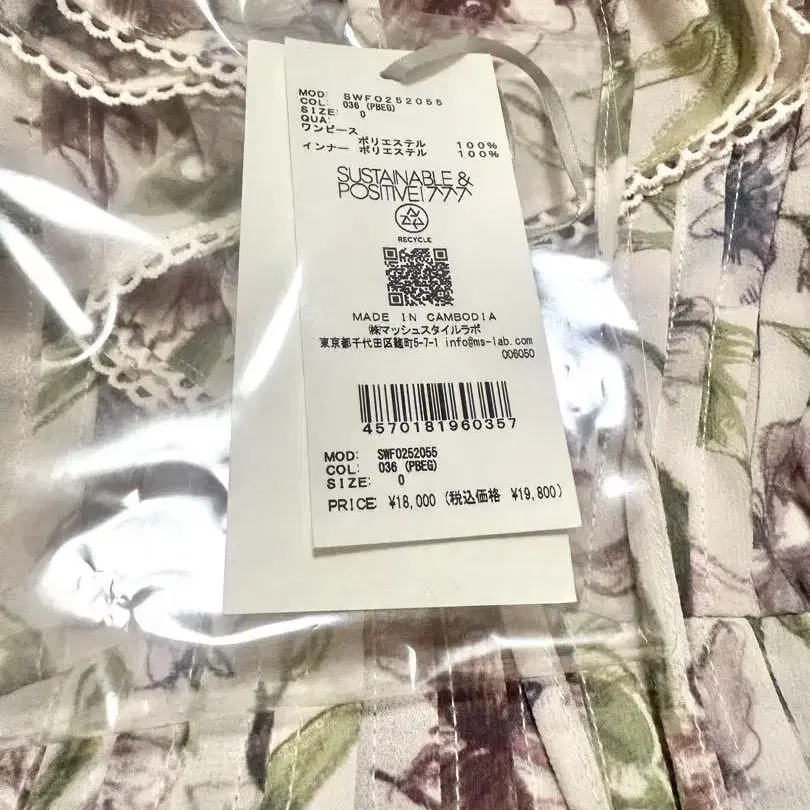 MOD: SWFO252055
COL: 036 (PBEG)
SIZE: 0
QUA:
ワンピース
ポリエステル 100%
インナー ポリエステル 100%
SUSTAINABLE &
POSITIVE!777
RECYCLE
MADE IN CAMBODIA
㈱マッシュスタイルラボ
東京都千代田区麹町5-7-1 info@ms-lab.com
006050
4570181960357
MOD: SWFO252055
COL: 036 (PBEG)
SIZE: 0
PRICE: ¥18,000 (税込価格 ¥19,800)